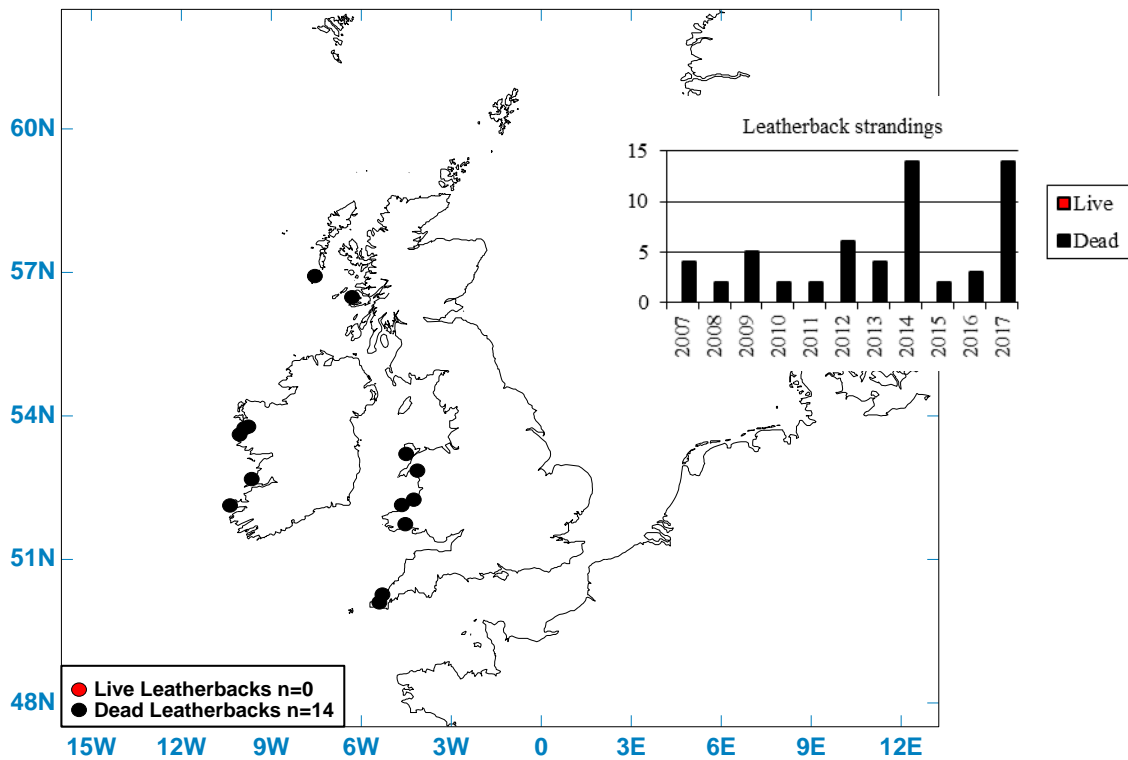 60N
57N
54N
51N
48N
Leatherback strandings
15
10
5
0
2007 2008 2009 2010 2011 2012 2013 2014 2015 2016 2017
Live
Dead
Live Leatherbacks n=0
Dead Leatherbacks n=14
15W 12W 9W 6W 3W 0 3E 6E 9E 12E